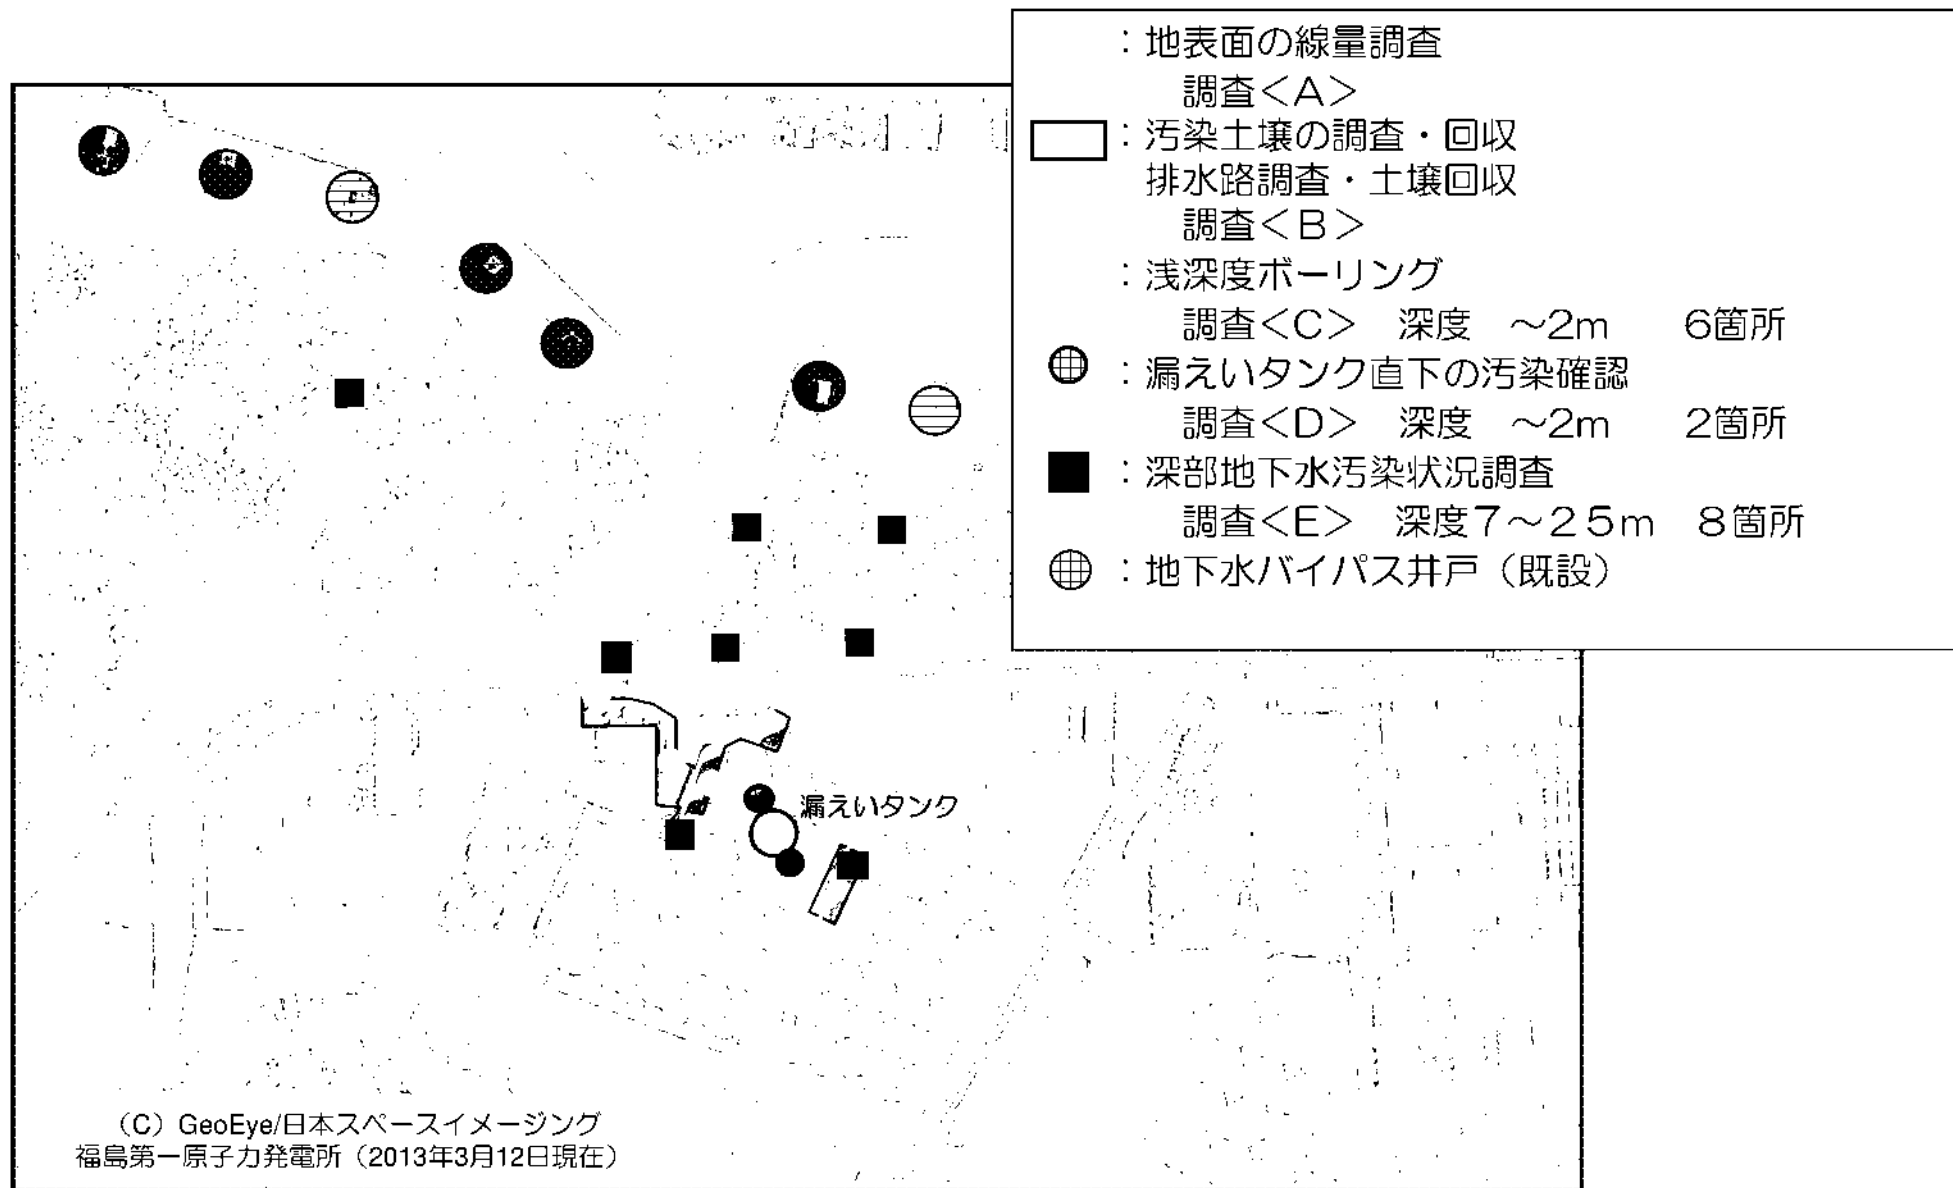 ：地表面の線量調査
調査＜A＞
：汚染土壌の調査・回収
排水路調査・土壌回収
調査＜B＞
：浅深度ボーリング
調査＜C＞　深度　～2m　　6箇所
：漏えいタンク直下の汚染確認
調査＜D＞　深度　～2m　　2箇所
：深部地下水汚染状況調査
調査＜E＞　深度7～25m　8箇所
：地下水バイパス井戸（既設）
漏えいタンク
（C）GeoEye/日本スペースイメージング
福島第一原子力発電所（2013年3月12日現在）